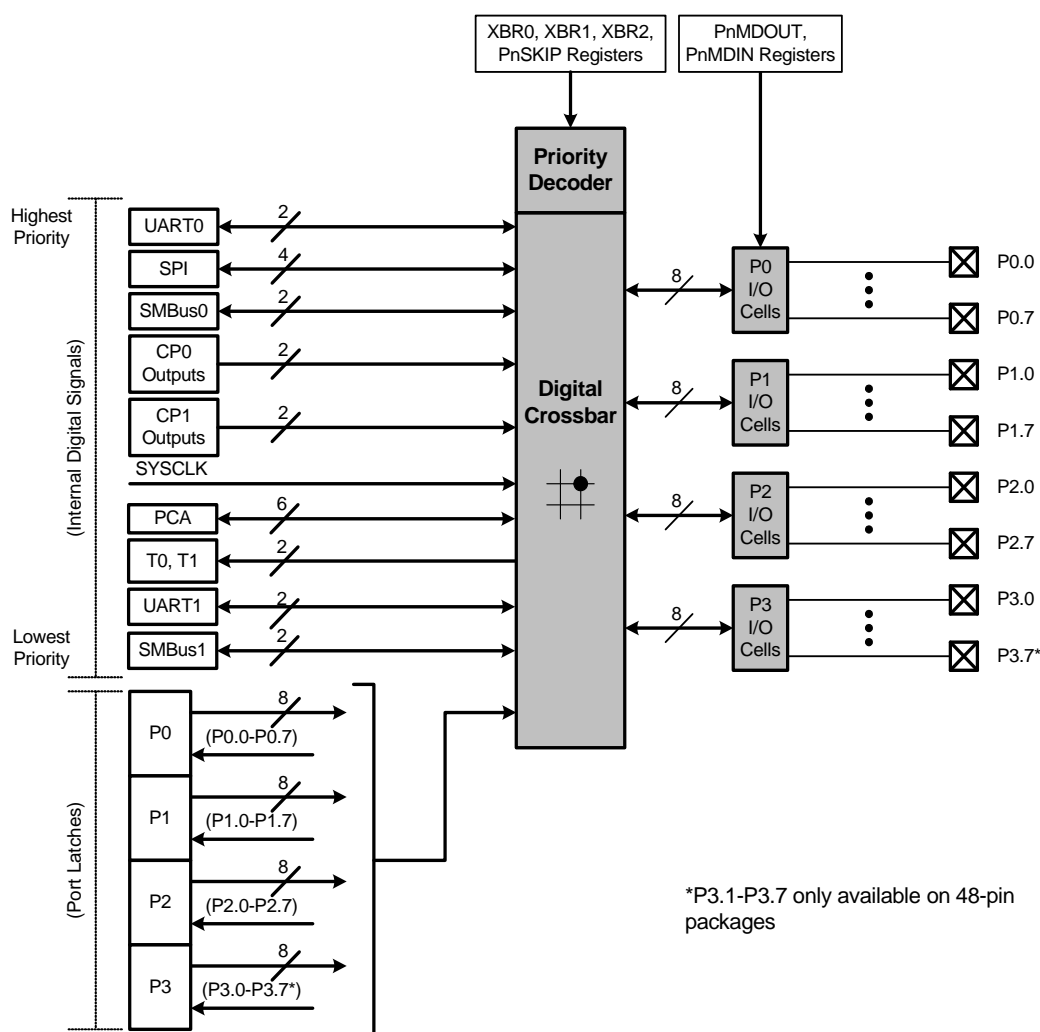 XBR0, XBR1, XBR2,
PnSKIP Registers
PnMDOUT,
PnMDIN Registers
Priority
Decoder
Highest
Priority
(Internal Digital Signals)
Lowest
Priority
UART0
2
SPI
4
SMBus0
2
CP0
Outputs
2
CP1
Outputs
2
SYSCLK
PCA
6
T0, T1
2
UART1
2
SMBus1
2
Digital
Crossbar
8
P0
I/O
Cells
P0.0
P0.7
8
P1
I/O
Cells
P1.0
P1.7
8
P2
I/O
Cells
P2.0
P2.7
8
P3
I/O
Cells
P3.0
P3.7*
(Port Latches)
P0
8
(P0.0-P0.7)
P1
8
(P1.0-P1.7)
P2
8
(P2.0-P2.7)
P3
8
(P3.0-P3.7*)
*P3.1-P3.7 only available on 48-pin
packages